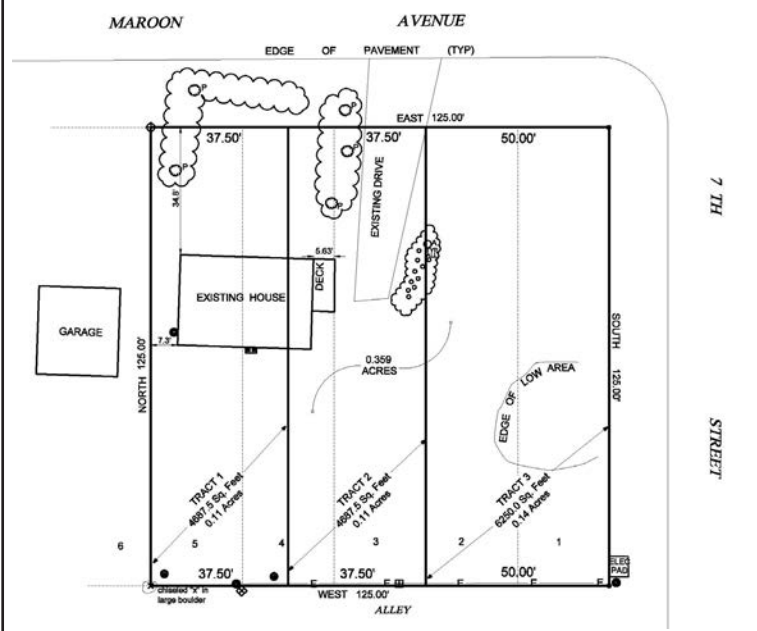 MAROON AVENUE
EDGE OF PAVEMENT (TYP)
P
P
EAST 125.00'
37.50' 37.50' 50.00'
P
P
P
34.8'
7 TH
EXISTING DRIVE
5.63'
DECK
EXISTING HOUSE
GARAGE
7.3'
NORTH 125.00'
0.359
ACRES
SOUTH 125.00'
EDGE OF LOW AREA
STREET
TRACT 1
4687.5 Sq. Feet
0.11 Acres
TRACT 2
4687.5 Sq. Feet
0.11 Acres
TRACT 3
6250.0 Sq. Feet
0.14 Acres
6 5 4 3 2 1
37.50' 37.50' 50.00'
ELEC
PAD
E E E E E
chiseled "x" in
large boulder
WEST 125.00'
ALLEY